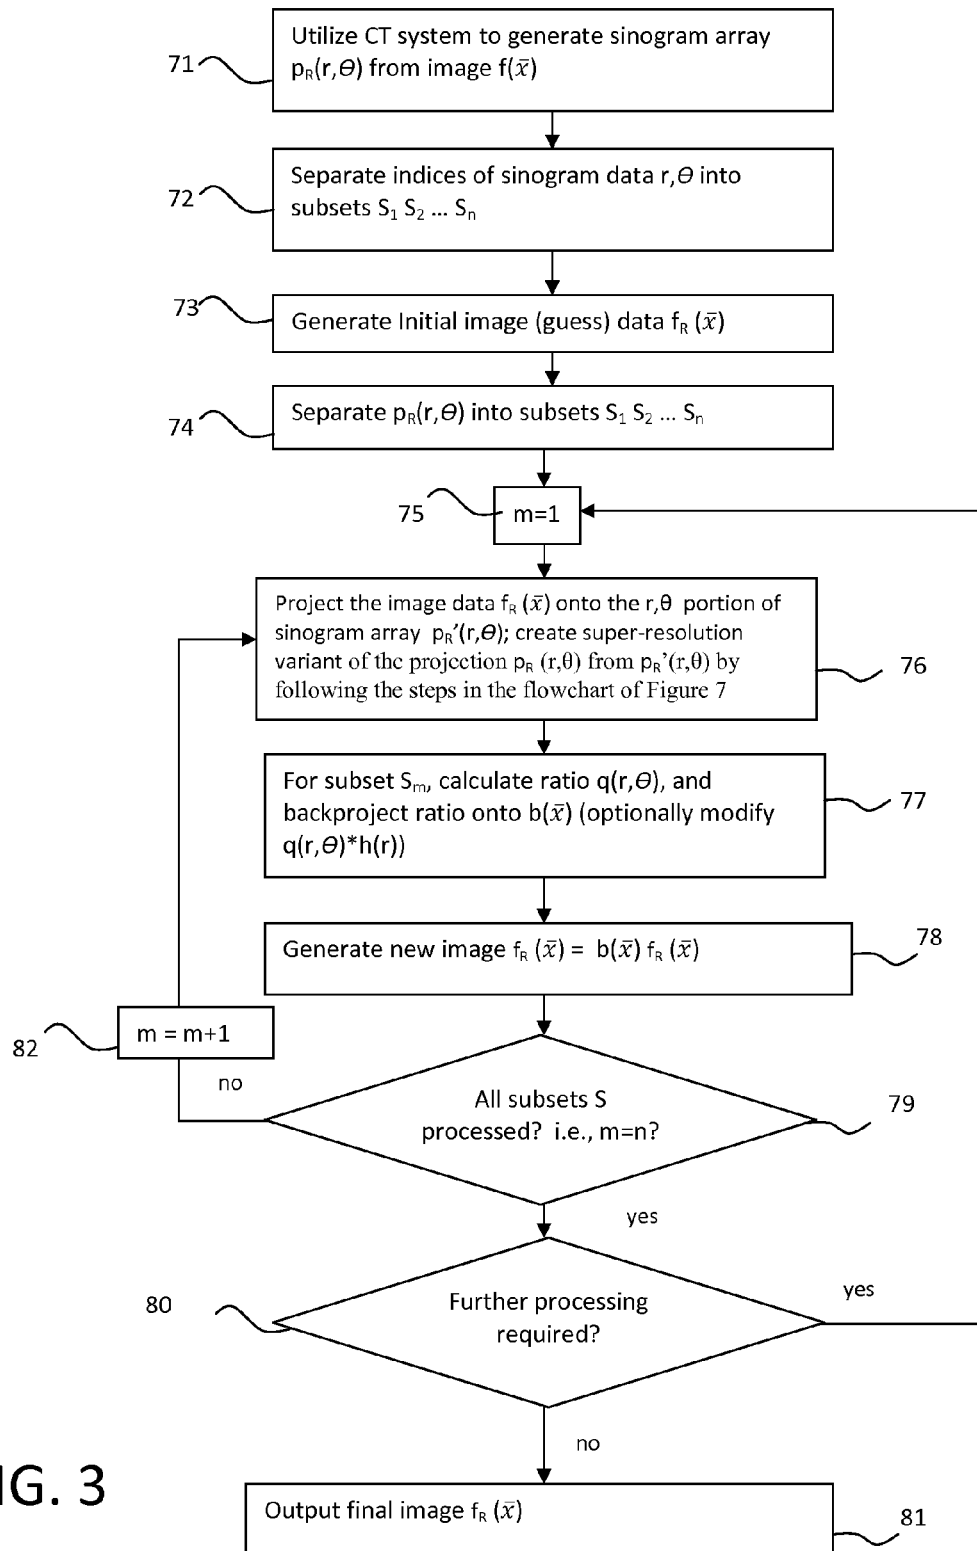 Utilize CT system to generate sinogram array
pR(r,Ө) from image f(x̄)
71
Separate indices of sinogram data r,Ө into
subsets S1 S2 ... Sn
72
73
Generate Initial image (guess) data fR (x̄)
Separate pR(r,Ө) into subsets S1 S2 ... Sn
74
75
m=1
Project the image data fR (x̄) onto the r,θ portion of
sinogram array pR'(r,Ө); create super-resolution
variant of the projection pR (r,θ) from pR'(r,θ) by
following the steps in the flowchart of Figure 7
76
For subset Sm, calculate ratio q(r,Ө), and
backproject ratio onto b(x̄) (optionally modify
q(r,Ө)*h(r))
77
Generate new image fR (x̄) = b(x̄) fR (x̄)
78
82
m = m+1
no
All subsets S
processed? i.e., m=n?
79
yes
80
Further processing
required?
yes
no
IG. 3
Output final image fR (x̄)
81